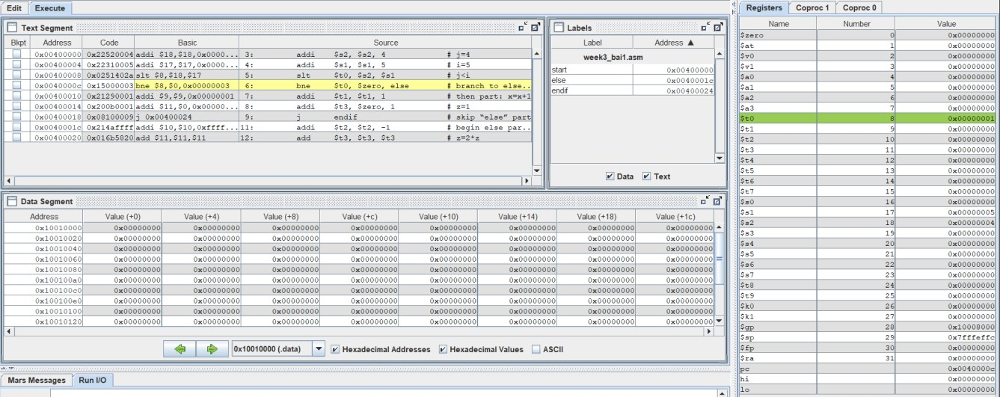 Edit Execute
Text Segment
Bkpt Address Code Basic Source
0x00400000 0x22520004 addi $18,$18,0x0000... 3: addi $s2, $s2, 4 # j=4
0x00400004 0x22310005 addi $17,$17,0x0000... 4: addi $s1, $s1, 5 # i=5
0x00400008 0x0251402a slt $8,$18,$17 5: slt $t0, $s2, $s1 # j<i
0x0040000c 0x15000003 bne $8,$0,0x00000003 6: bne $t0, $zero, else # branch to else..
0x00400010 0x21290001 addi $9,$9,0x00000001 7: addi $t1, $t1, 1 # then part: x=x+1
0x00400014 0x200b0001 addi $11,$0,0x00000... 8: addi $t3, $zero, 1 # z=1
0x00400018 0x08100009 j 0x00400024 9: j endif # skip “else” part
0x0040001c 0x214affff addi $10,$10,0xffff... 11: addi $t2, $t2, -1 # begin else par..
0x00400020 0x016b5820 add $11,$11,$11 12: add $t3, $t3, $t3 # z=2*z
Labels
Label Address ▲
week3_bai1.asm
start 0x00400000
else 0x0040001c
endif 0x00400024
Data Text
Data Segment
Address Value (+0) Value (+4) Value (+8) Value (+c) Value (+10) Value (+14) Value (+18) Value (+1c)
0x10010000 0x00000000 0x00000000 0x00000000 0x00000000 0x00000000 0x00000000 0x00000000 0x00000000
0x10010020 0x00000000 0x00000000 0x00000000 0x00000000 0x00000000 0x00000000 0x00000000 0x00000000
0x10010040 0x00000000 0x00000000 0x00000000 0x00000000 0x00000000 0x00000000 0x00000000 0x00000000
0x10010060 0x00000000 0x00000000 0x00000000 0x00000000 0x00000000 0x00000000 0x00000000 0x00000000
0x10010080 0x00000000 0x00000000 0x00000000 0x00000000 0x00000000 0x00000000 0x00000000 0x00000000
0x100100a0 0x00000000 0x00000000 0x00000000 0x00000000 0x00000000 0x00000000 0x00000000 0x00000000
0x100100c0 0x00000000 0x00000000 0x00000000 0x00000000 0x00000000 0x00000000 0x00000000 0x00000000
0x100100e0 0x00000000 0x00000000 0x00000000 0x00000000 0x00000000 0x00000000 0x00000000 0x00000000
0x10010100 0x00000000 0x00000000 0x00000000 0x00000000 0x00000000 0x00000000 0x00000000 0x00000000
0x10010120 0x00000000 0x00000000 0x00000000 0x00000000 0x00000000 0x00000000 0x00000000 0x00000000
0x10010000 (.data) Hexadecimal Addresses Hexadecimal Values ASCII
Mars Messages Run I/O
Registers Coproc 1 Coproc 0
Name Number Value
$zero 0 0x00000000
$at 1 0x00000000
$v0 2 0x00000000
$v1 3 0x00000000
$a0 4 0x00000000
$a1 5 0x00000000
$a2 6 0x00000000
$a3 7 0x00000000
$t0 8 0x00000001
$t1 9 0x00000000
$t2 10 0x00000000
$t3 11 0x00000000
$t4 12 0x00000000
$t5 13 0x00000000
$t6 14 0x00000000
$t7 15 0x00000000
$s0 16 0x00000000
$s1 17 0x00000005
$s2 18 0x00000004
$s3 19 0x00000000
$s4 20 0x00000000
$s5 21 0x00000000
$s6 22 0x00000000
$s7 23 0x00000000
$t8 24 0x00000000
$t9 25 0x00000000
$k0 26 0x00000000
$k1 27 0x00000000
$gp 28 0x10008000
$sp 29 0x7fffeffc
$fp 30 0x00000000
$ra 31 0x00000000
pc 0x0040000c
hi 0x00000000
lo 0x00000000